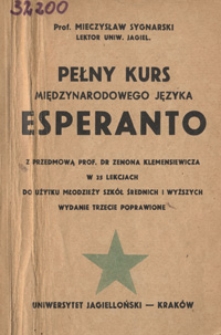 32200
Prof. MIECZYSŁAW SYGNARSKI
LEKTOR UNIW. JAGIEL.
PEŁNY KURS
MIĘDZYNARODOWEGO JĘZYKA
ESPERANTO
Z PRZEDMOWĄ PROF. DR ZENONA KLEMENSIEWICZA
W 25 LEKCJACH
DO UŻYTKU MŁODZIEŻY SZKÓŁ ŚREDNICH I WYŻSZYCH
WYDANIE TRZECIE POPRAWIONE
UNIWERSYTET JAGIELLOŃSKI — KRAKÓW